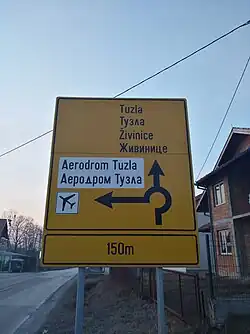 Tuzla
Тузла
Živinice
Живинице
Aerodrom Tuzla
Аеродром Тузла
150m